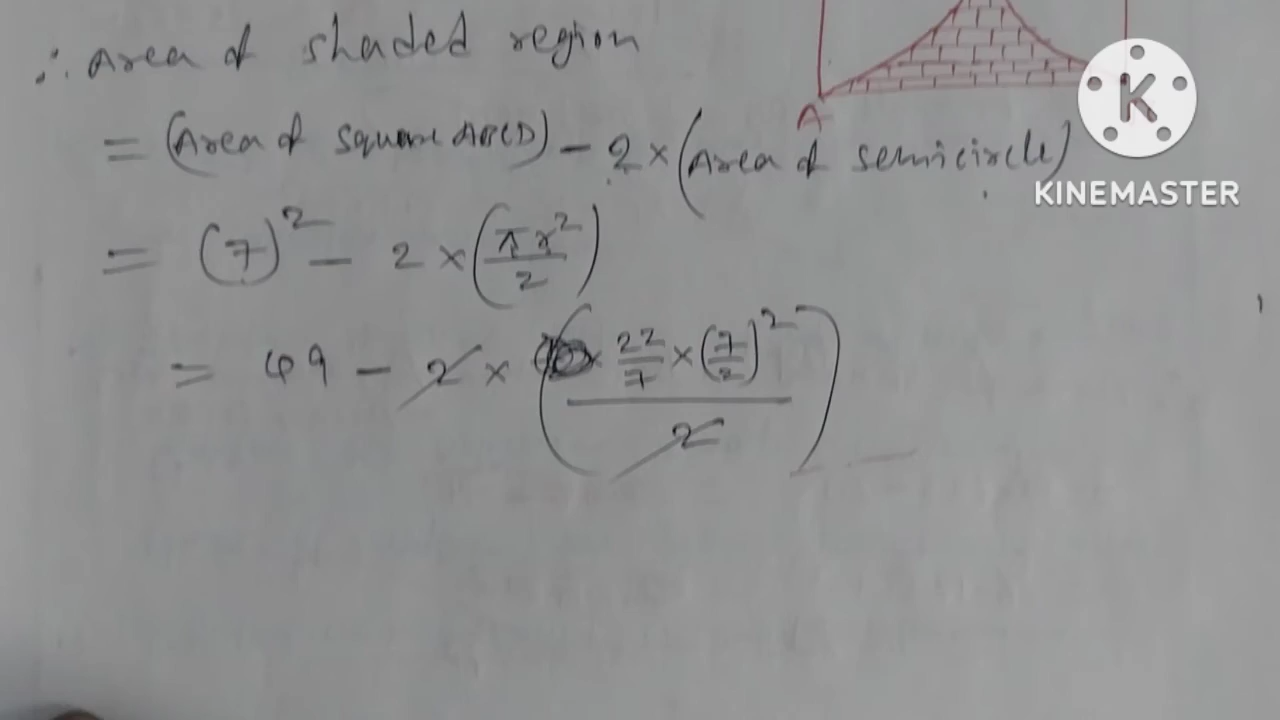 ∴ Area of shaded region
A
= (Area of square ABCD) - 2 × (Area of semicircle)
K
KINEMASTER
= (7)² - 2 × (πr²/2)
= 49 - 2 × (22/7 × (7/2)²/2)